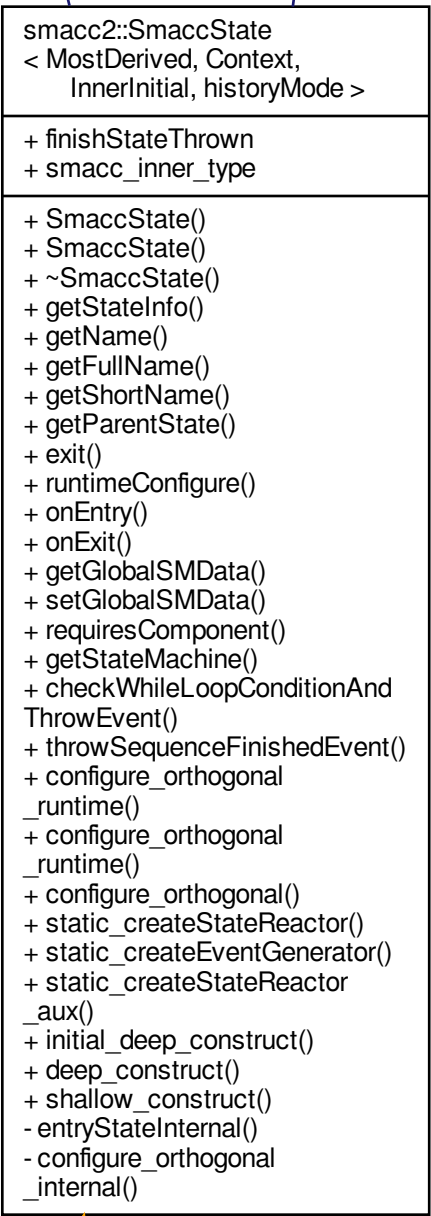 smacc2::SmaccState
< MostDerived, Context,
InnerInitial, historyMode >
+ finishStateThrown
+ smacc_inner_type
+ SmaccState()
+ SmaccState()
+ ~SmaccState()
+ getStateInfo()
+ getName()
+ getFullName()
+ getShortName()
+ getParentState()
+ exit()
+ runtimeConfigure()
+ onEntry()
+ onExit()
+ getGlobalSMData()
+ setGlobalSMData()
+ requiresComponent()
+ getStateMachine()
+ checkWhileLoopConditionAnd
ThrowEvent()
+ throwSequenceFinishedEvent()
+ configure_orthogonal
_runtime()
+ configure_orthogonal
_runtime()
+ configure_orthogonal()
+ static_createStateReactor()
+ static_createEventGenerator()
+ static_createStateReactor
_aux()
+ initial_deep_construct()
+ deep_construct()
+ shallow_construct()
- entryStateInternal()
- configure_orthogonal
_internal()